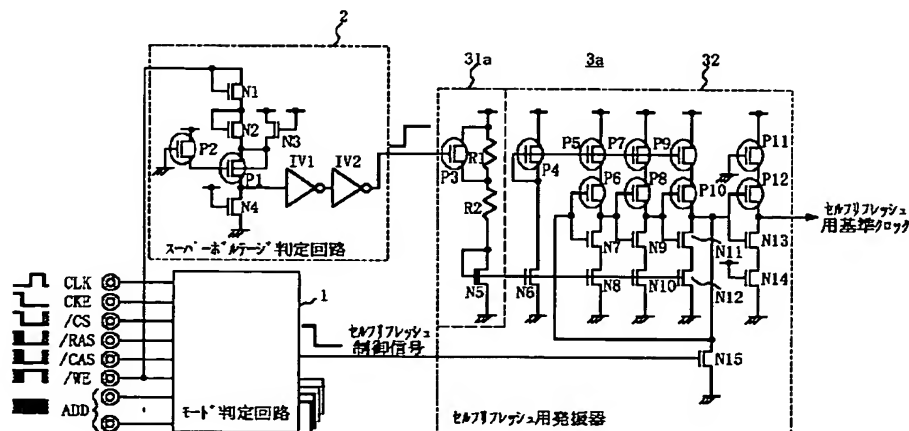 2
31a
3a
32
N1
N2
N3
P2
P1
IV1
IV2
N4
スーパーボルテージ判定回路
R1
P3
R2
N5
P4
N6
P5
P7
P9
P11
P6
P8
P10
P12
N7
N9
N11
N13
N8
N10
N12
N14
N15
セルフリフレッシュ
用基準クロック
セルフリフレッシュ用発振器
1
CLK
CKE
/CS
/RAS
/CAS
/WE
ADD
セルフリフレッシュ
制御信号
モード判定回路